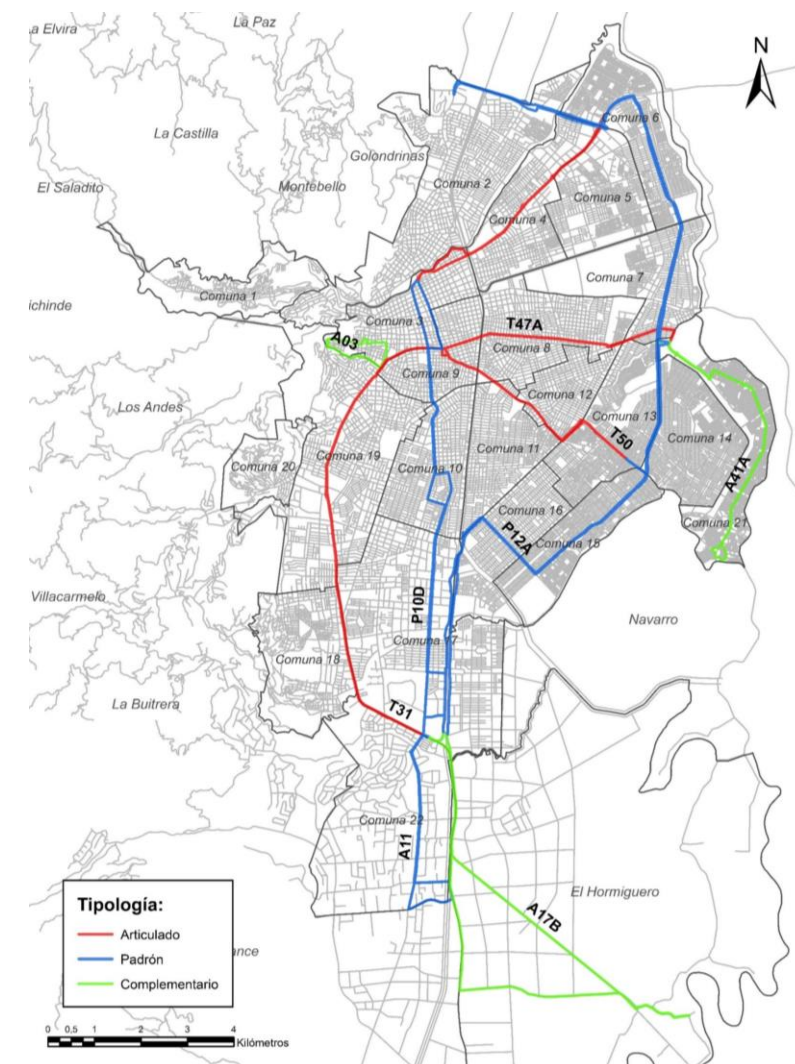 a Elvira
La Paz
N
La Castilla
Comuna 6
Golondrinas
El Saladito
Montebello
Comuna 2
Comuna 5
Comuna 4
Comuna 7
Comuna 1
ichinde
Comuna 3
T47A
A03
Comuna 8
Comuna 9
Comuna 12
Los Andes
Comuna 13
T50
Comuna 14
Comuna 20
Comuna 19
Comuna 10
Comuna 11
A41A
Comuna 16
Comuna 21
P12A
Comuna 15
Villacarmelo
P10D
Navarro
Comuna 17
Comuna 18
La Buitrera
T31
Comuna 22
A11
El Hormiguero
A17B
Tipología:
Articulado
Padrón
Complementario
ance
0 0,5 1 2 3 4
Kilómetros